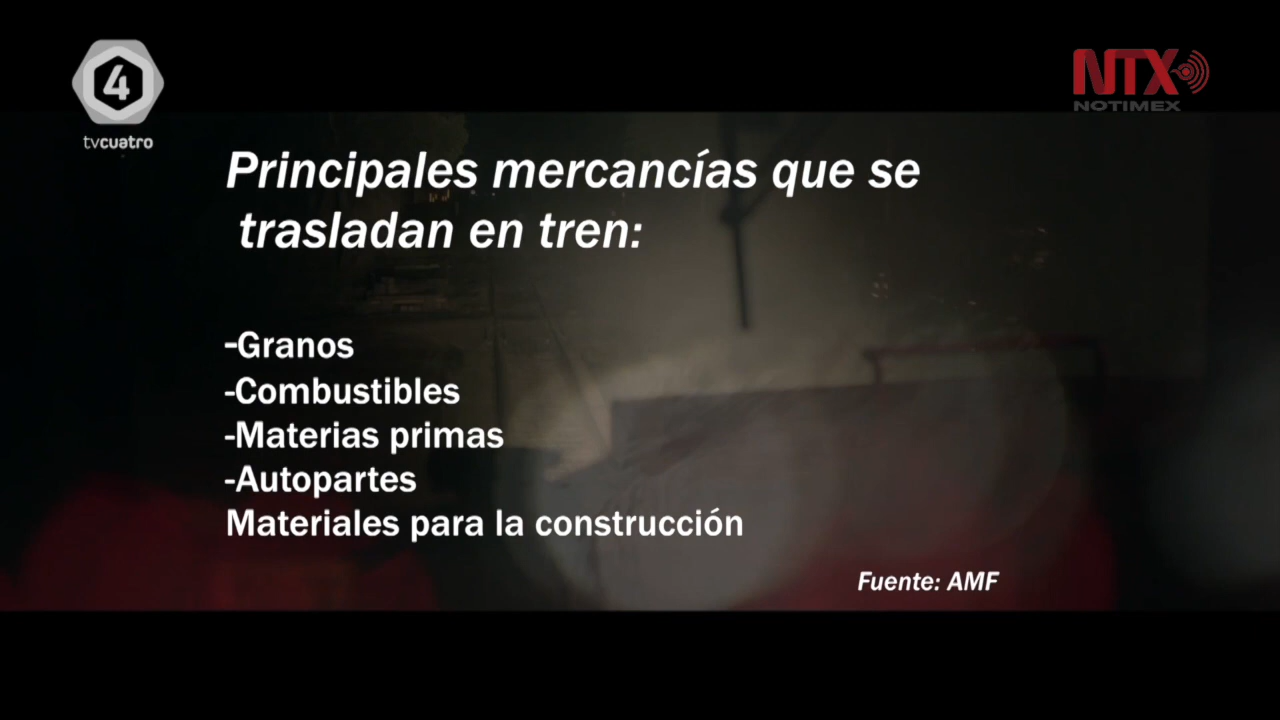 4
NTX
NOTIMEX
tvcuatro
Principales mercancías que se
trasladan en tren:
-Granos
-Combustibles
-Materias primas
-Autopartes
Materiales para la construcción
Fuente: AMF